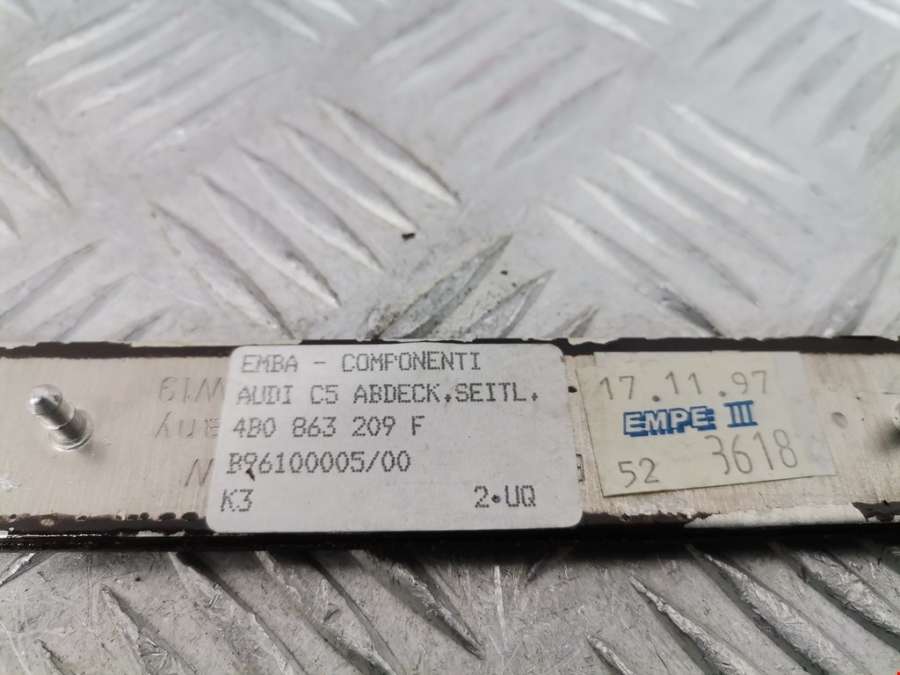 EMBA - COMPONENTI
AUDI C5 ABDECK.SEITL.
4B0 863 209 F
B96100005/00
K3 2.UQ
17.11.97
EMPE III
52 3618